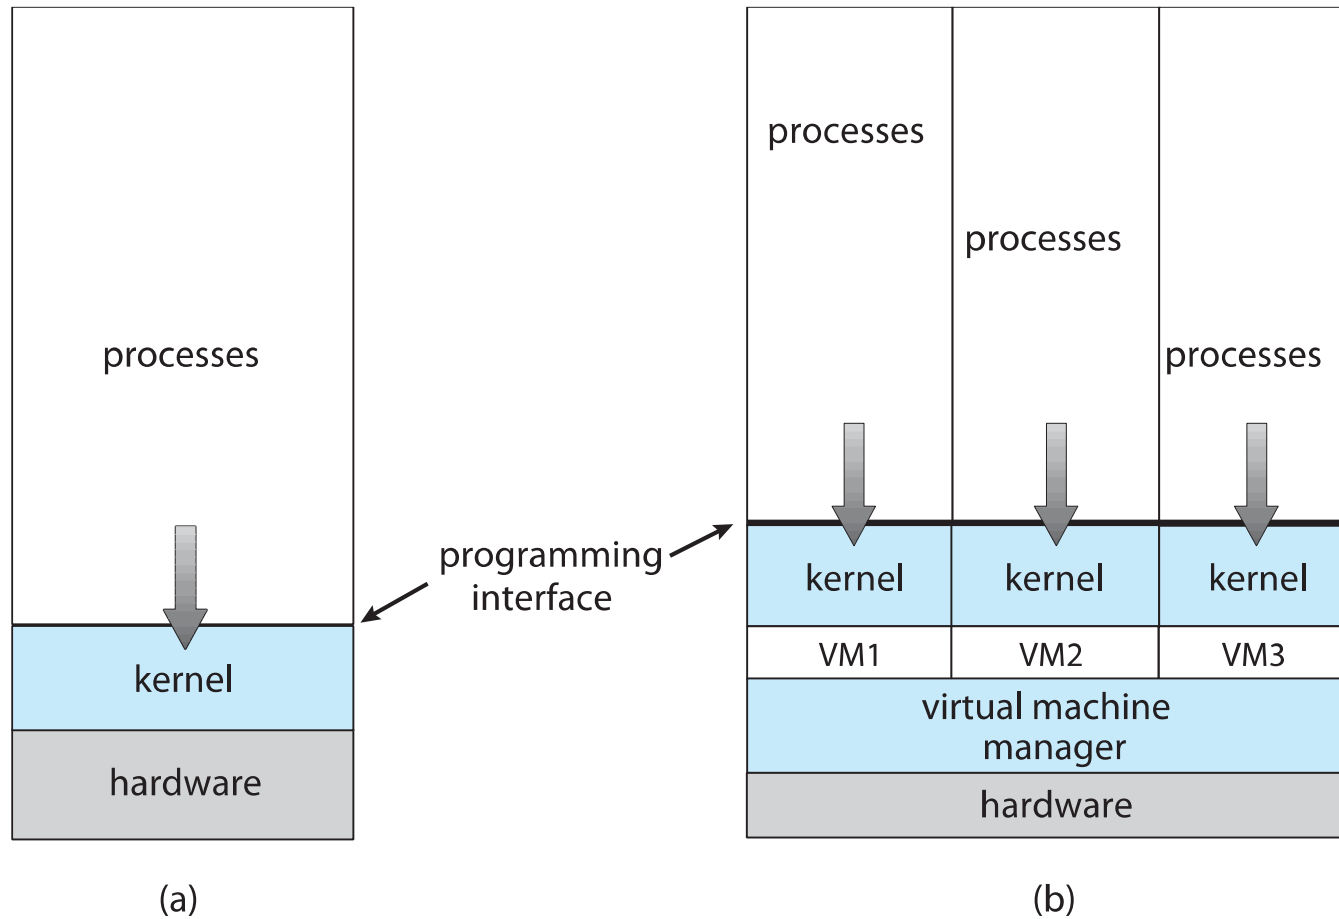 processes
kernel
hardware
(a)
programming
interface
processes
processes
processes
kernel
kernel
kernel
VM1
VM2
VM3
virtual machine
manager
hardware
(b)